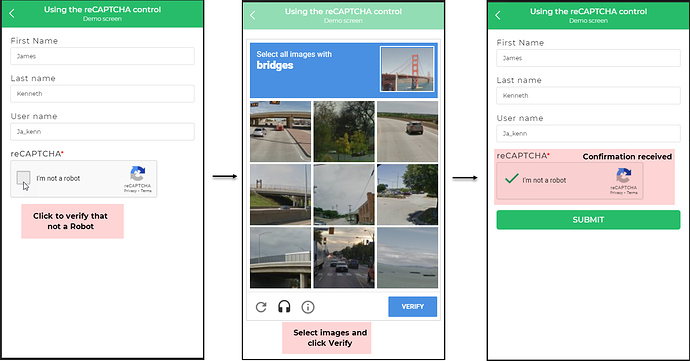 Using the reCAPTCHA control
Demo screen
First Name
James
Last name
Kenneth
User name
Ja_kenn
reCAPTCHA*
I'm not a robot
reCAPTCHA
Privacy - Terms
Click to verify that
not a Robot
Using the reCAPTCHA control
Demo screen
Select all images with
bridges
VERIFY
Select images and
click Verify
Using the reCAPTCHA control
Demo screen
First Name
James
Last name
Kenneth
User name
Ja_kenn
reCAPTCHA*
Confirmation received
I'm not a robot
reCAPTCHA
Privacy - Terms
SUBMIT